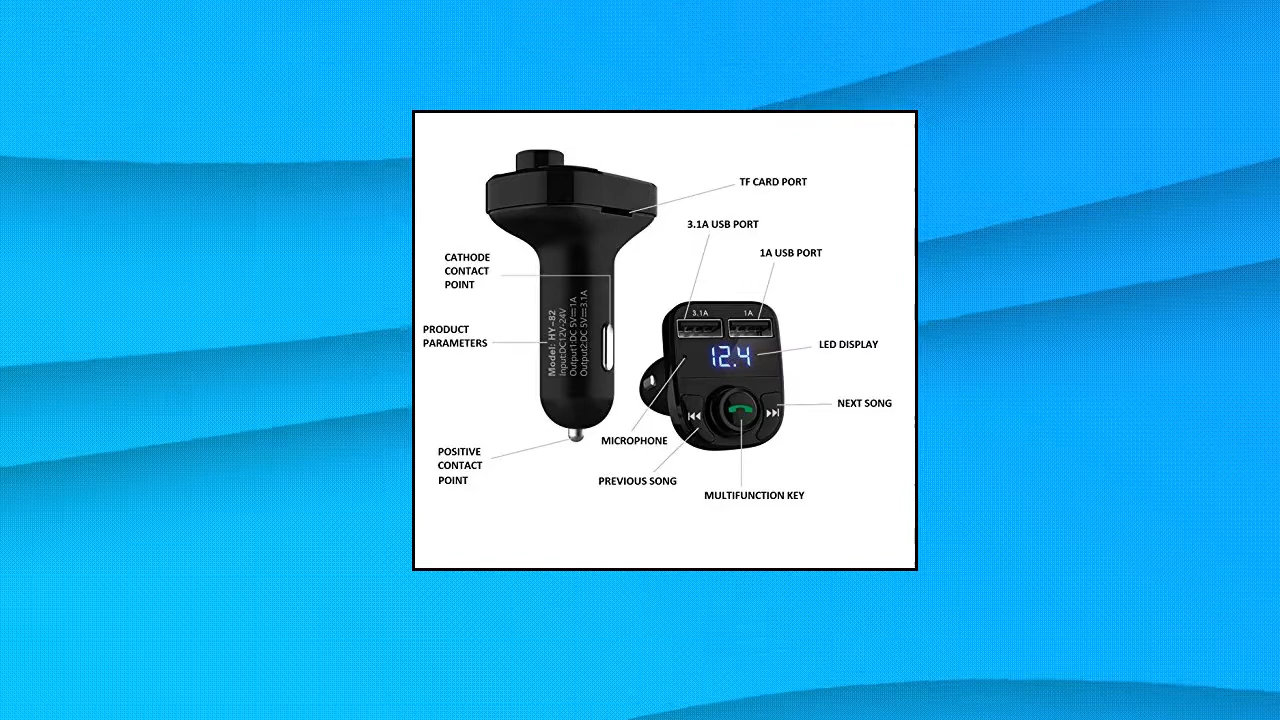 TF CARD PORT
3.1A USB PORT
1A USB PORT
CATHODE
CONTACT
POINT
PRODUCT
PARAMETERS
Model: HY-82
Input:DC12V-24V
Output1:DC 5V⎓1A
Output2:DC 5V⎓3.1A
3.1A
1A
12.4
LED DISPLAY
NEXT SONG
MICROPHONE
POSITIVE
CONTACT
POINT
PREVIOUS SONG
MULTIFUNCTION KEY